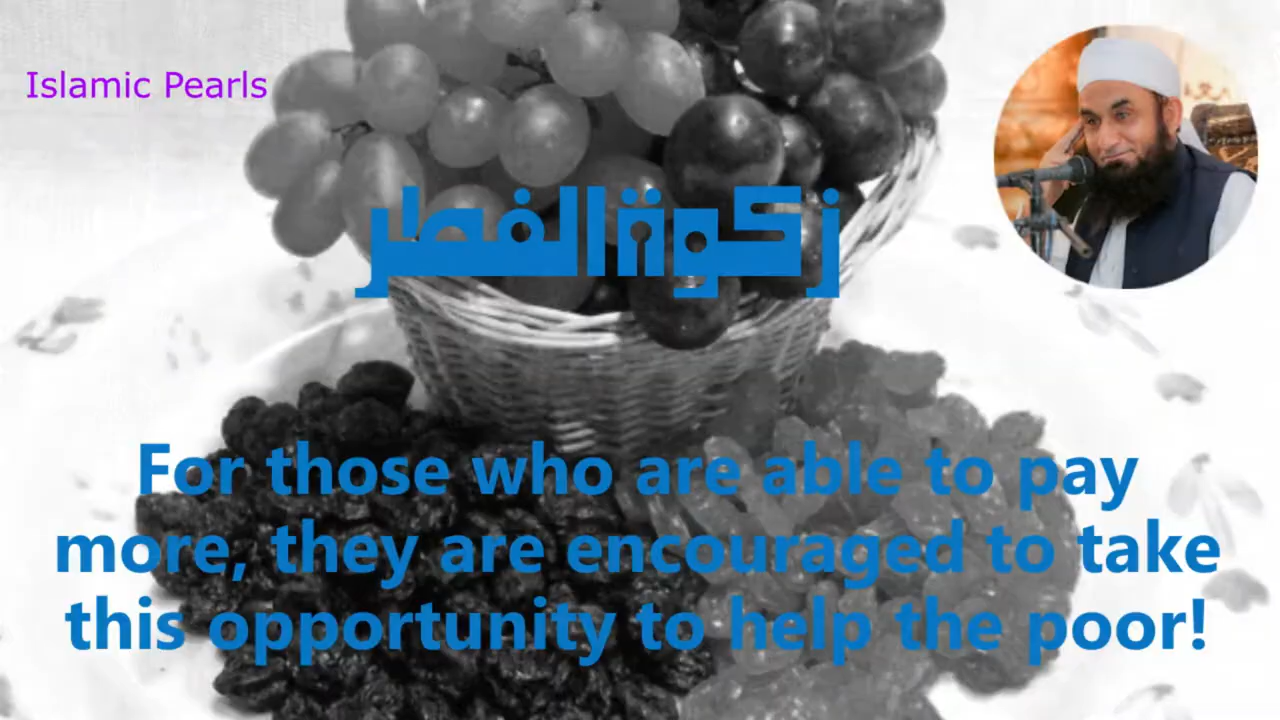 Islamic Pearls
زكوة الفطر
For those who are able to pay
more, they are encouraged to take
this opportunity to help the poor!